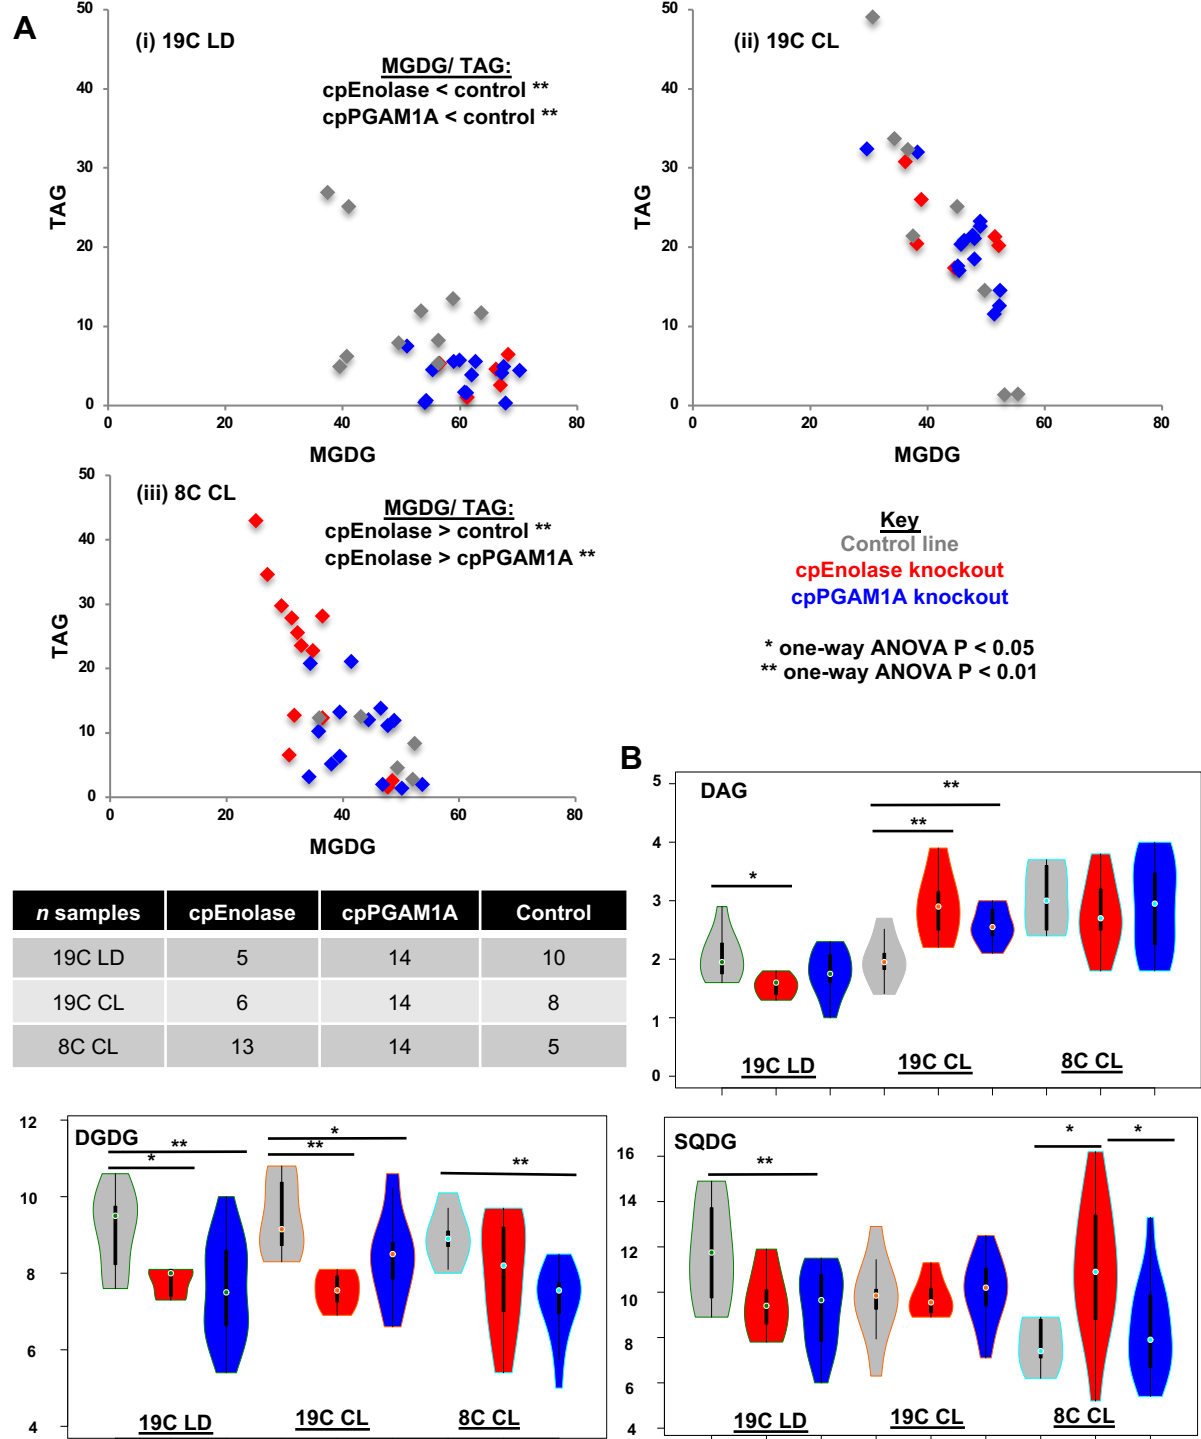 A
(i) 19C LD
MGDG/ TAG:
cpEnolase < control **
cpPGAM1A < control **
TAG
50
40
30
20
10
0
0 20 40 60 80
MGDG
(ii) 19C CL
TAG
50
40
30
20
10
0
0 20 40 60 80
MGDG
(iii) 8C CL
MGDG/ TAG:
cpEnolase > control **
cpEnolase > cpPGAM1A **
TAG
50
40
30
20
10
0
0 20 40 60 80
MGDG
Key
Control line
cpEnolase knockout
cpPGAM1A knockout
* one-way ANOVA P < 0.05
** one-way ANOVA P < 0.01
n samples cpEnolase cpPGAM1A Control
19C LD 5 14 10
19C CL 6 14 8
8C CL 13 14 5
B
DAG
5
4
3
2
1
0
*
**
**
19C LD 19C CL 8C CL
DGDG
12
10
8
6
4
**
*
*
**
**
19C LD 19C CL 8C CL
SQDG
16
14
12
10
8
6
4
**
*
*
19C LD 19C CL 8C CL